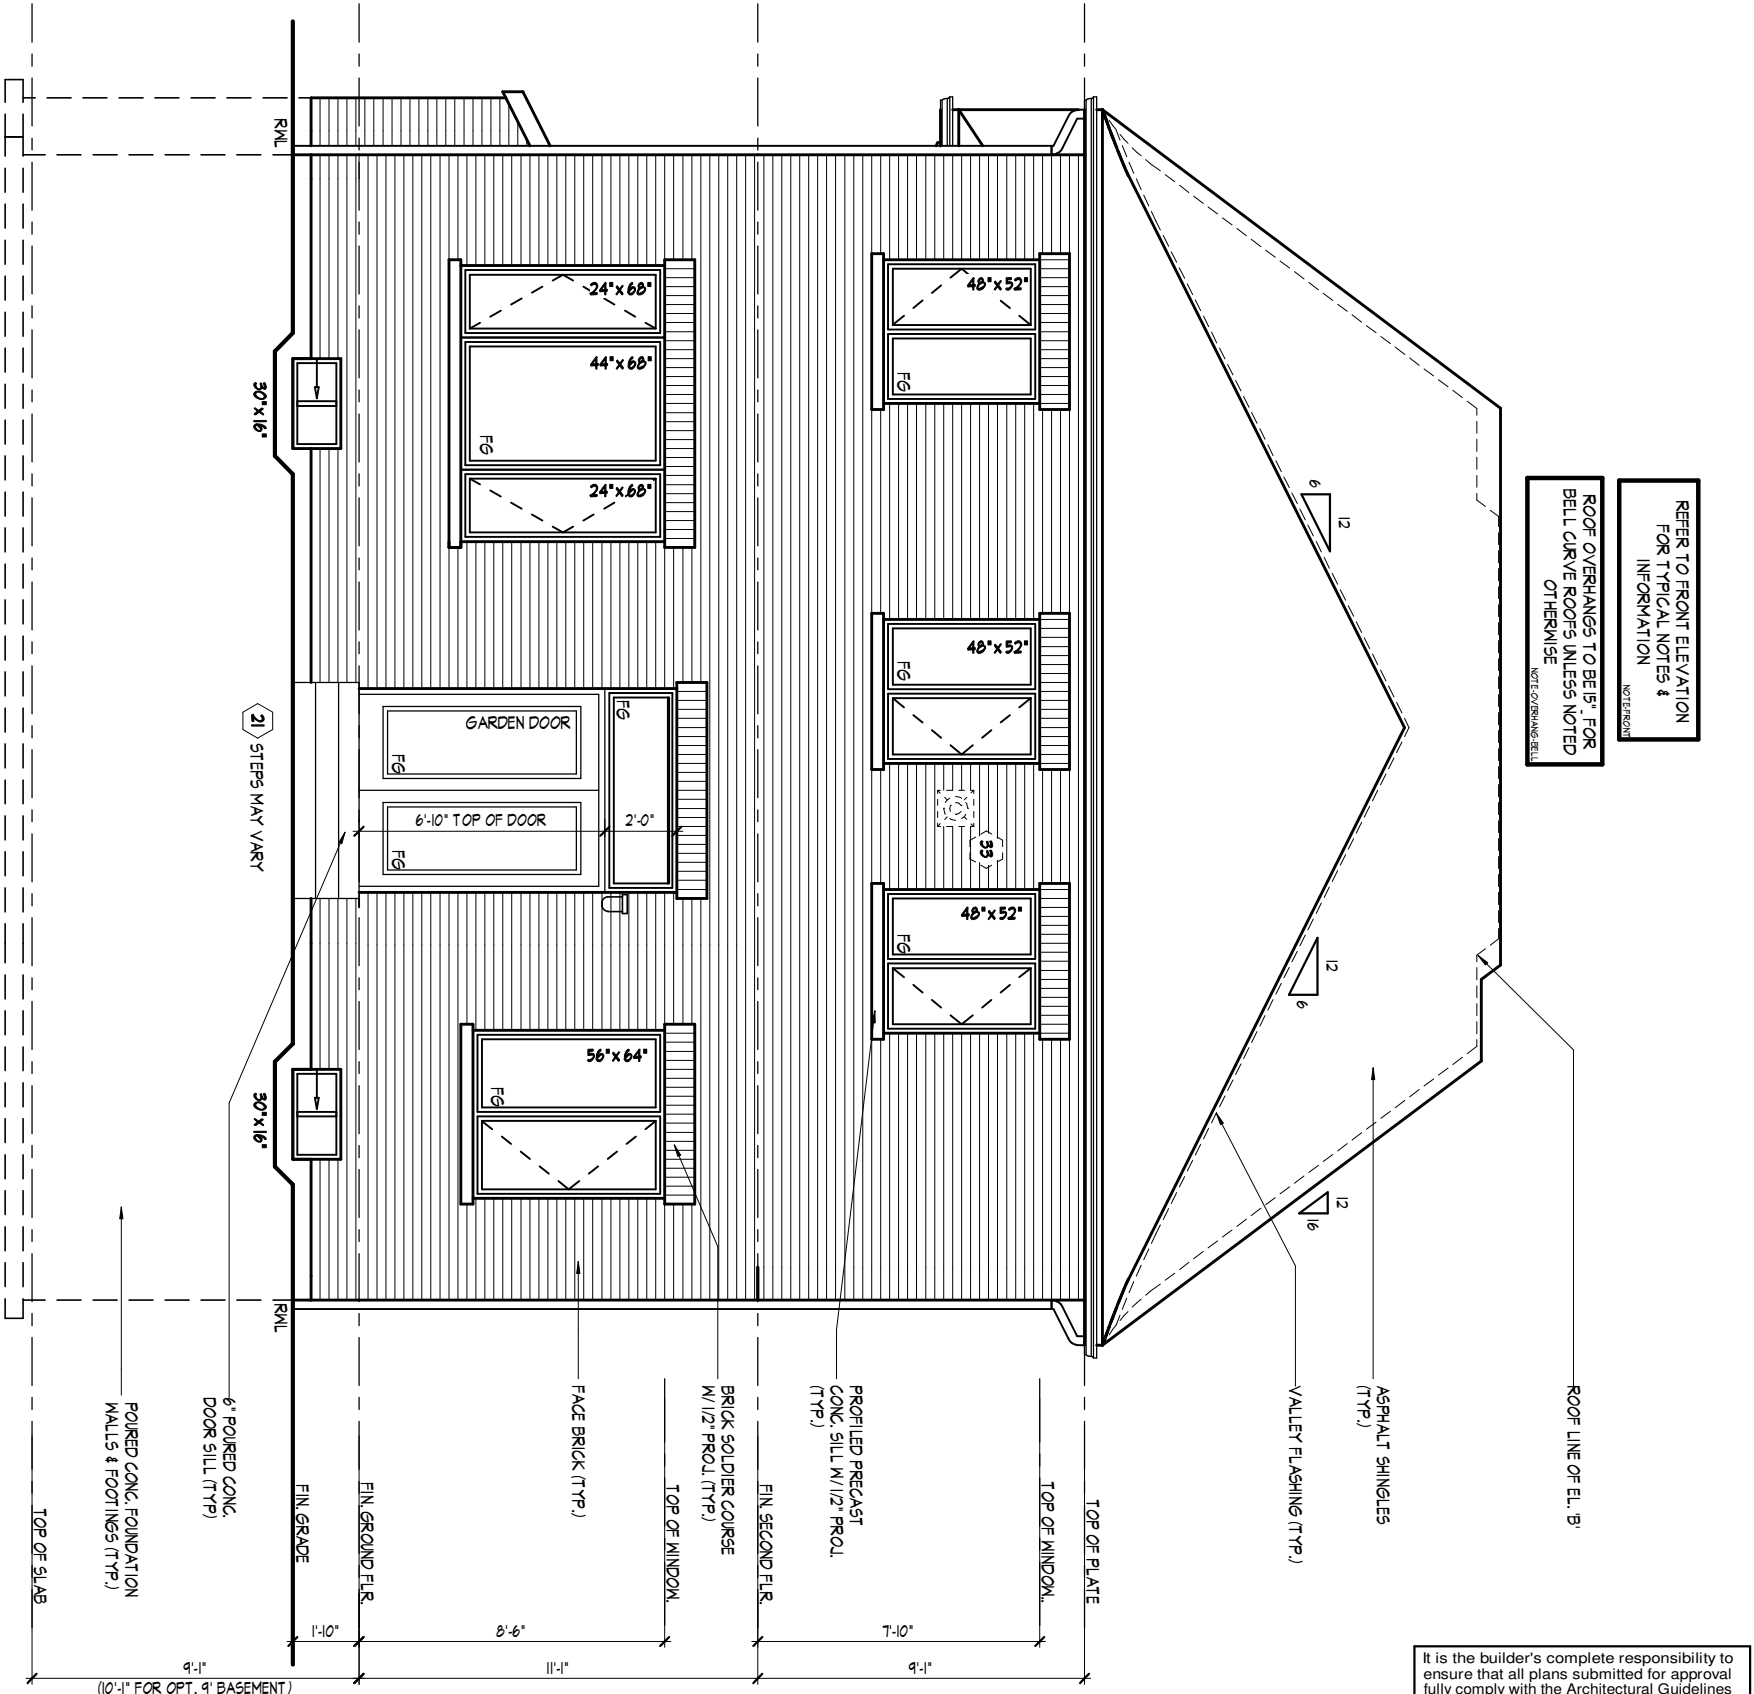 REFER TO FRONT ELEVATION
FOR TYPICAL NOTES &
INFORMATION
NOTE-FRONT
ROOF OVERHANGS TO BE 15", FOR
BELL CURVE ROOFS UNLESS NOTED
OTHERWISE
NOTE-OVERHANG-BELL
ROOF LINE OF EL. 'B'
12
6
12
6
12
16
ASPHALT SHINGLES
(TYP.)
VALLEY FLASHING (TYP.)
TOP OF PLATE
TOP OF WINDOW.
48"x52"
FG
48"x52"
FG
48"x52"
FG
33
PROFILED PRECAST
CONC. SILL W/ 1/2" PROJ.
(TYP.)
FIN. SECOND FLR.
BRICK SOLDIER COURSE
W/ 1/2" PROJ. (TYP.)
TOP OF WINDOW.
24"x68"
44"x68"
FG
24"x68"
FG
GARDEN DOOR
FG
FG
6'-10" TOP OF DOOR
2'-0"
56"x64"
FG
FACE BRICK (TYP.)
FIN. GROUND FLR.
FIN. GRADE
RWL
RWL
30"x16"
30"x16"
21
STEPS MAY VARY
6" POURED CONC.
DOOR SILL (TYP)
POURED CONC. FOUNDATION
WALLS & FOOTINGS (TYP.)
TOP OF SLAB
1'-10"
8'-6"
7'-10"
9'-1"
(10'-1" FOR OPT. 9' BASEMENT)
11'-1"
9'-1"
It is the builder's complete responsibility to
ensure that all plans submitted for approval
fully comply with the Architectural Guidelines